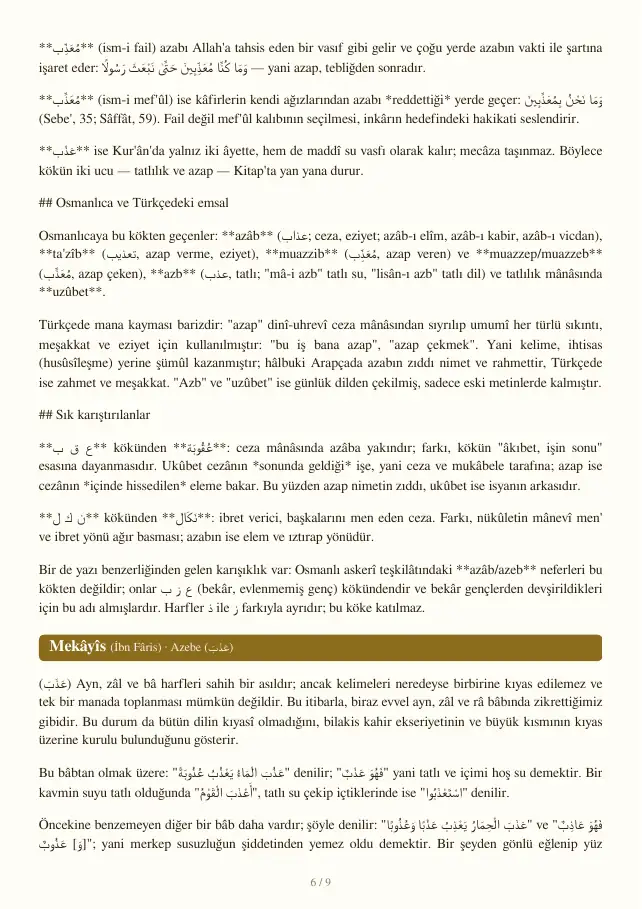 **مُعَذِّب** (ism-i fail) azabı Allah'a tahsis eden bir vasıf gibi gelir ve çoğu yerde azabın vakti ile şartına
işaret eder: وَمَا كُنَّا مُعَذِّبِينَ حَتَّىٰ نَبْعَثَ رَسُولًا — yani azap, tebliğden sonradır.
**مُعَذَّب** (ism-i mef'ûl) ise kâfirlerin kendi ağızlarından azabı *reddettiği* yerde geçer: وَمَا نَحْنُ بِمُعَذَّبِينَ
(Sebe', 35; Sâffât, 59). Fail değil mef'ûl kalıbının seçilmesi, inkârın hedefindeki hakikati seslendirir.
**عَذْب** ise Kur'ân'da yalnız iki âyette, hem de maddî su vasfı olarak kalır; mecâza taşınmaz. Böylece
kökün iki ucu — tatlılık ve azap — Kitap'ta yan yana durur.
## Osmanlıca ve Türkçedeki emsal
Osmanlıcaya bu kökten geçenler: **azâb** (عذاب; ceza, eziyet; azâb-ı elîm, azâb-ı kabir, azâb-ı vicdan),
**ta'zîb** (تعذيب, azap verme, eziyet), **muazzib** (مُعَذِّب, azap veren) ve **muazzep/muazzeb**
(مُعَذَّب, azap çeken), **azb** (عذب, tatlı; "mâ-i azb" tatlı su, "lisân-ı azb" tatlı dil) ve tatlılık mânâsında
**uzûbet**.
Türkçede mana kayması barizdir: "azap" dinî-uhrevî ceza mânâsından sıyrılıp umumî her türlü sıkıntı,
meşakkat ve eziyet için kullanılmıştır: "bu iş bana azap", "azap çekmek". Yani kelime, ihtisas
(husûsîleşme) yerine şümûl kazanmıştır; hâlbuki Arapçada azabın zıddı nimet ve rahmettir, Türkçede
ise zahmet ve meşakkat. "Azb" ve "uzûbet" ise günlük dilden çekilmiş, sadece eski metinlerde kalmıştır.
## Sık karıştırılanlar
**ع ق ب** kökünden **عُقُوبَة**: ceza mânâsında azâba yakındır; farkı, kökün "âkıbet, işin sonu"
esasına dayanmasıdır. Ukûbet cezânın *sonunda geldiği* işe, yani ceza ve mukâbele tarafına; azap ise
cezânın *içinde hissedilen* eleme bakar. Bu yüzden azap nimetin zıddı, ukûbet ise isyanın arkasıdır.
**ن ك ل** kökünden **نَكَال**: ibret verici, başkalarını men eden ceza. Farkı, nükûletin mânevî men'
ve ibret yönü ağır basması; azabın ise elem ve ıztırap yönüdür.
Bir de yazı benzerliğinden gelen karışıklık var: Osmanlı askerî teşkilâtındaki **azâb/azeb** neferleri bu
kökten değildir; onlar ع ز ب (bekâr, evlenmemiş genç) kökündendir ve bekâr gençlerden devşirildikleri
için bu adı almışlardır. Harfler ذ ile ز farkıyla ayrıdır; bu köke katılmaz.
Mekâyîs (İbn Fâris) · Azebe (عَذَبَ)
(عَذَبَ) Ayn, zâl ve bâ harfleri sahih bir asıldır; ancak kelimeleri neredeyse birbirine kıyas edilemez ve
tek bir manada toplanması mümkün değildir. Bu itibarla, biraz evvel ayn, zâl ve râ bâbında zikrettiğimiz
gibidir. Bu durum da bütün dilin kıyasî olmadığını, bilakis kahir ekseriyetinin ve büyük kısmının kıyas
üzerine kurulu bulunduğunu gösterir.
Bu bâbtan olmak üzere: "عَذُبَ الْمَاءُ يَعْذُبُ عُذُوبَةً" denilir; "فَهُوَ عَذْبٌ" yani tatlı ve içimi hoş su demektir. Bir
kavmin suyu tatlı olduğunda "أَعْذَبَ الْقَوْمُ", tatlı su çekip içtiklerinde ise "اسْتَعْذَبُوا" denilir.
Öncekine benzemeyen diğer bir bâb daha vardır; şöyle denilir: "عَذَبَ الْحِمَارُ يَعْذِبُ عَذْبًا وَعُذُوبًا" ve "فَهُوَ عَاذِبٌ
[وَ] عَذُوبٌ"; yani merkep susuzluğun şiddetinden yemez oldu demektir. Bir şeyden gönlü eğlenip yüz
6 / 9